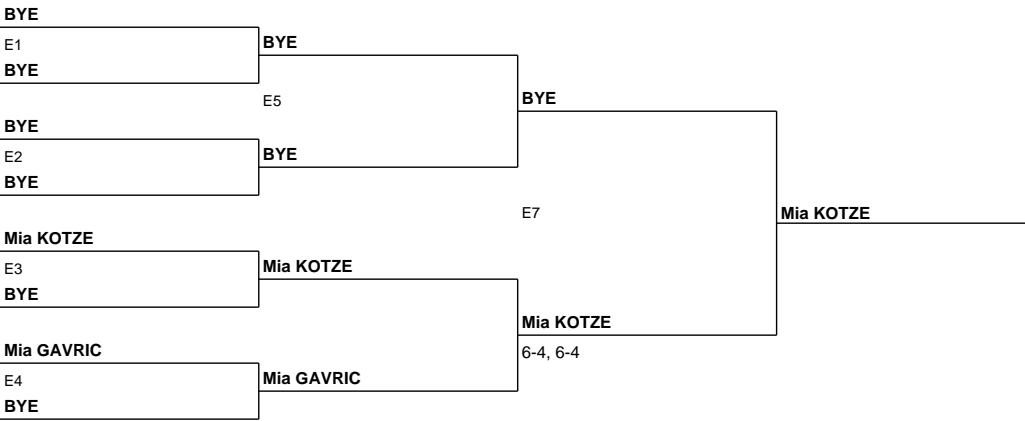 BYE
E1
BYE
BYE
E5
BYE
BYE
E2
BYE
BYE
E7
Mia KOTZE
Mia KOTZE
E3
Mia KOTZE
BYE
Mia KOTZE
Mia GAVRIC
6-4, 6-4
E4
Mia GAVRIC
BYE